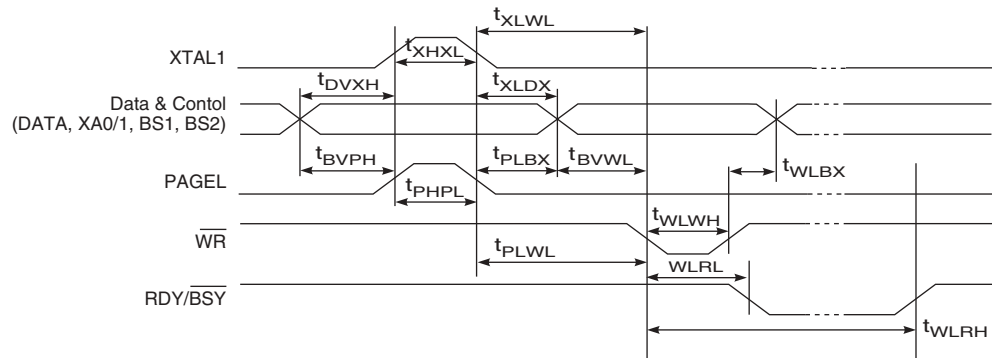 tXLWL
XTAL1
tXHXL
tDVXH
tXLDX
Data & Contol
(DATA, XA0/1, BS1, BS2)
tBVPH
tPLBX
tBVWL
tWLBX
PAGEL
tPHPL
WR
tWLWH
tPLWL
WLRL
RDY/BSY
tWLRH